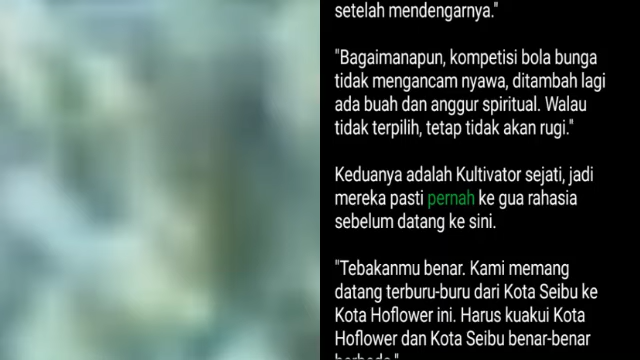 setelah mendengarnya."
"Bagaimanapun, kompetisi bola bunga
tidak mengancam nyawa, ditambah lagi
ada buah dan anggur spiritual. Walau
tidak terpilih, tetap tidak akan rugi."
Keduanya adalah Kultivator sejati, jadi
mereka pasti pernah ke gua rahasia
sebelum datang ke sini.
"Tebakanmu benar. Kami memang
datang terburu-buru dari Kota Seibu ke
Kota Hoflower ini. Harus kuakui Kota
Hoflower dan Kota Seibu benar-benar
berbeda."